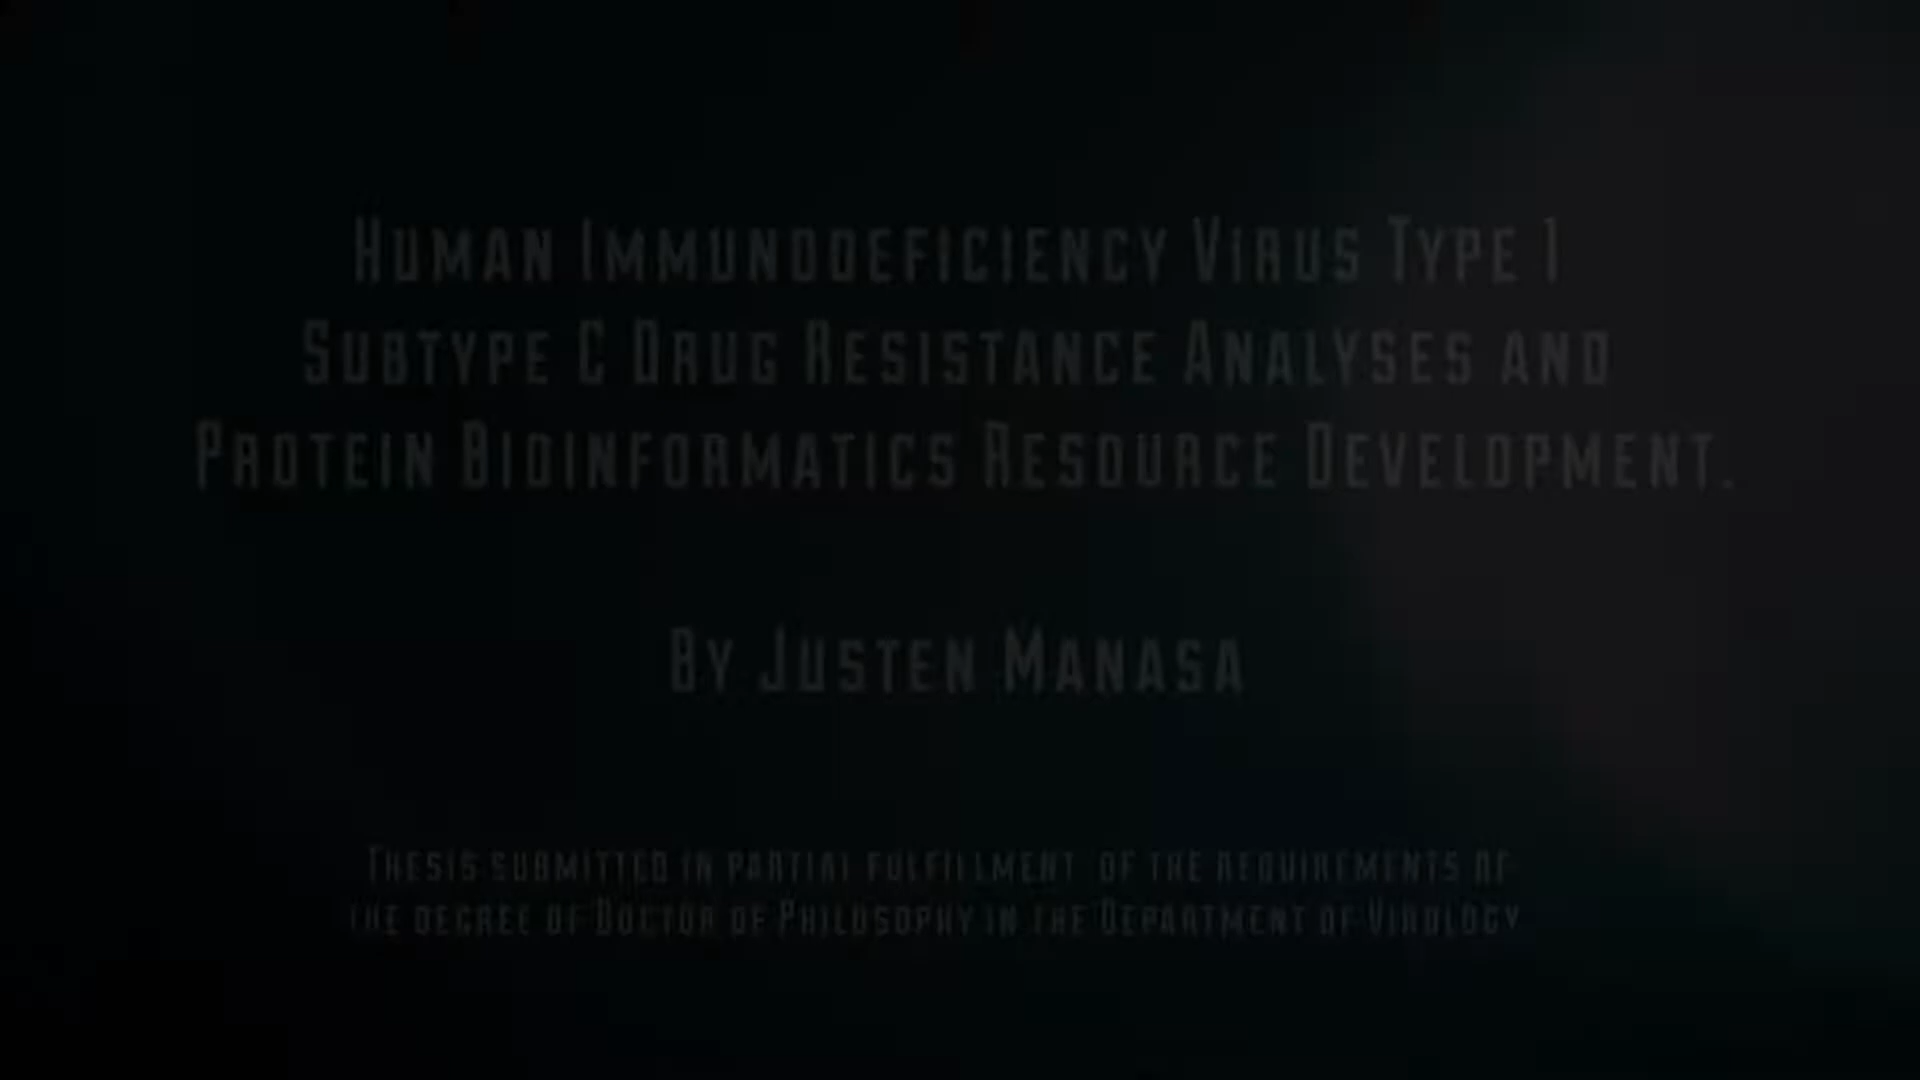 Human Immunodeficiency Virus Type 1
Subtype C Drug Resistance Analyses and
Protein Bioinformatics Resource Development.
By Justen Manasa
Thesis submitted in partial fulfillment of the requirements of
the degree of Doctor of Philosophy in the Department of Virology